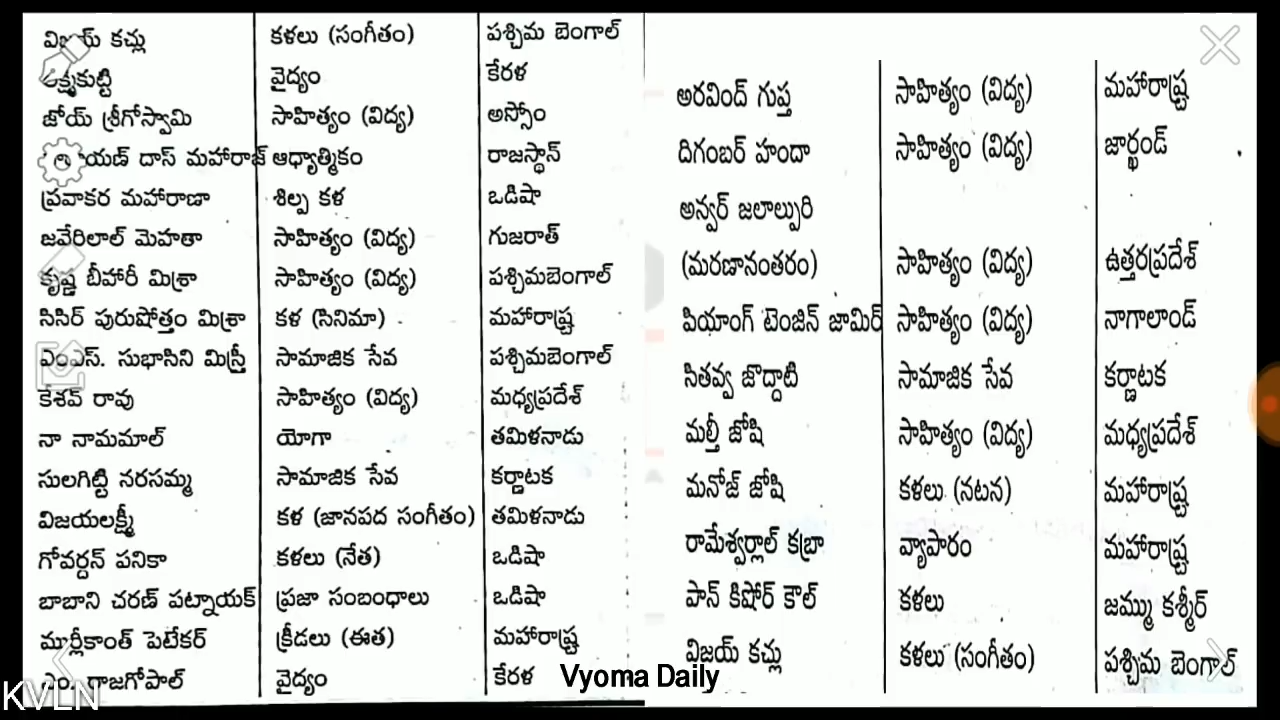 విజయ్ కచ్లు కళలు (సంగీతం) పశ్చిమ బెంగాల్
లక్ష్మికుట్టి వైద్యం కేరళ
జోయ్ శ్రీగోస్వామి సాహిత్యం (విద్య) అస్సోం
యణ్ దాస్ మహారాజ్ ఆధ్యాత్మికం రాజస్థాన్
ప్రవాకర మహారాణా శిల్ప కళ ఒడిషా
జవేరిలాల్ మెహతా సాహిత్యం (విద్య) గుజరాత్
కృష్ణ బీహారీ మిశ్రా సాహిత్యం (విద్య) పశ్చిమబెంగాల్
సిసిర్ పురుషోత్తం మిశ్రా కళ (సినిమా) మహారాష్ట్ర
ఎంఎస్. సుభాసిని మిస్త్రీ సామాజిక సేవ పశ్చిమబెంగాల్
కేశవ్ రావు సాహిత్యం (విద్య) మధ్యప్రదేశ్
నా నామమాల్ యోగా తమిళనాడు
సులగిట్టి నరసమ్మ సామాజిక సేవ కర్ణాటక
విజయలక్ష్మీ కళ (జానపద సంగీతం) తమిళనాడు
గోవర్దన్ పనికా కళలు (నేత) ఒడిషా
బాబాని చరణ్ పట్నాయక్ ప్రజా సంబంధాలు ఒడిషా
మూర్లీకాంత్ పెటేకర్ క్రీడలు (ఈత) మహారాష్ట్ర
ఎం. రాజగోపాల్ వైద్యం కేరళ
అరవింద్ గుప్త సాహిత్యం (విద్య) మహారాష్ట్ర
దిగంబర్ హందా సాహిత్యం (విద్య) జార్ఖండ్
అన్వర్ జలాల్పురి
(మరణానంతరం) సాహిత్యం (విద్య) ఉత్తరప్రదేశ్
పియాంగ్ టెంజిన్ జామిర్ సాహిత్యం (విద్య) నాగాలాండ్
సితవ్వ జొద్దాటి సామాజిక సేవ కర్ణాటక
మల్తీ జోషి సాహిత్యం (విద్య) మధ్యప్రదేశ్
మనోజ్ జోషి కళలు (నటన) మహారాష్ట్ర
రామేశ్వర్లాల్ కబ్రా వ్యాపారం మహారాష్ట్ర
పాన్ కిషోర్ కౌల్ కళలు జమ్ము కశ్మీర్
విజయ్ కచ్లు కళలు (సంగీతం) పశ్చిమ బెంగాల్
Vyoma Daily
KVLN